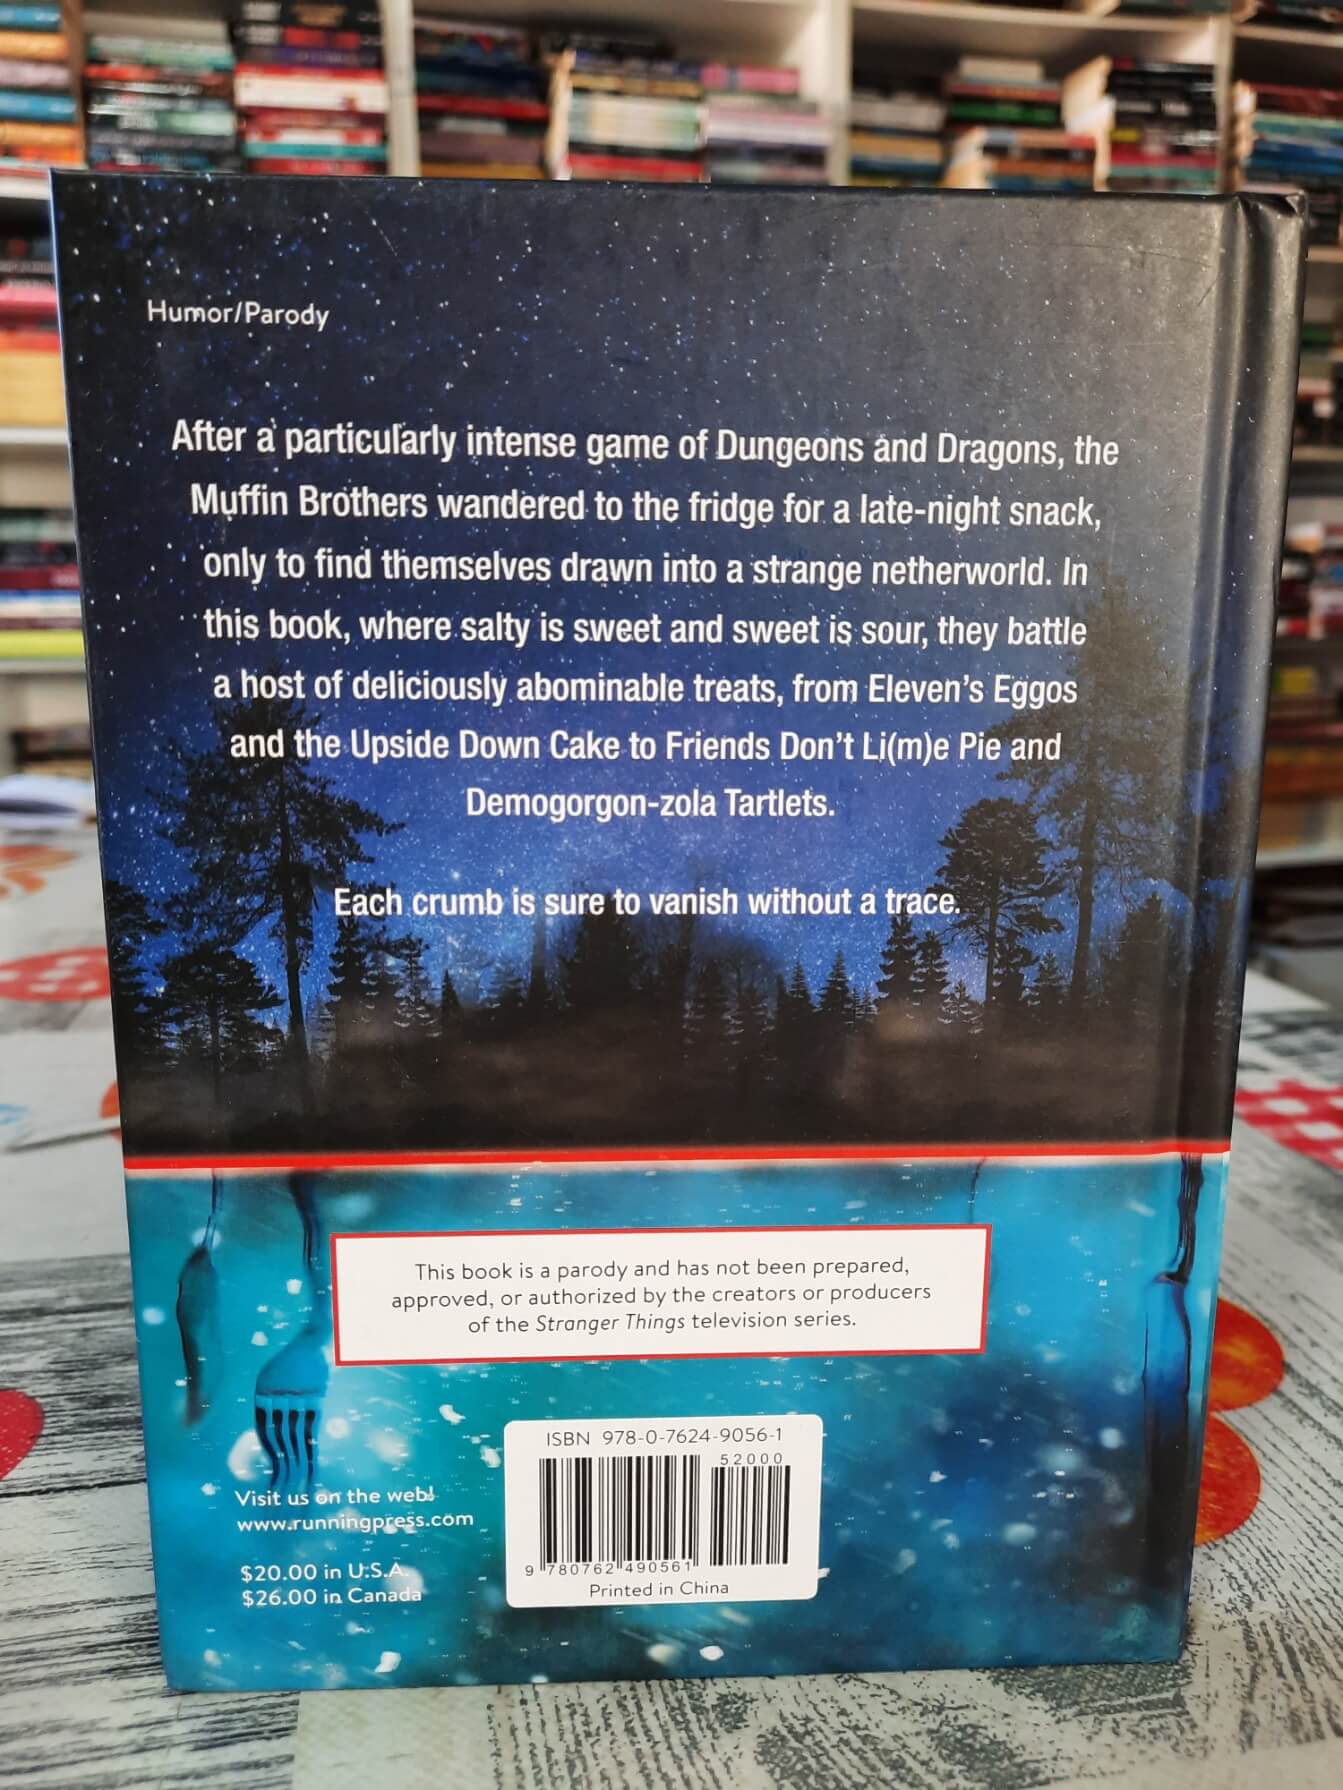 Humor/Parody
After a particularly intense game of Dungeons and Dragons, the
Muffin Brothers wandered to the fridge for a late-night snack,
only to find themselves drawn into a strange netherworld. In
this book, where salty is sweet and sweet is sour, they battle
a host of deliciously abominable treats, from Eleven's Eggos
and the Upside Down Cake to Friends Don't Li(m)e Pie and
Demogorgon-zola Tartlets.
Each crumb is sure to vanish without a trace.
This book is a parody and has not been prepared,
approved, or authorized by the creators or producers
of the Stranger Things television series.
ISBN 978-0-7624-9056-1
52000
9 780762 490561
Printed in China
Visit us on the web!
www.runningpress.com
$20.00 in U.S.A.
$26.00 in Canada